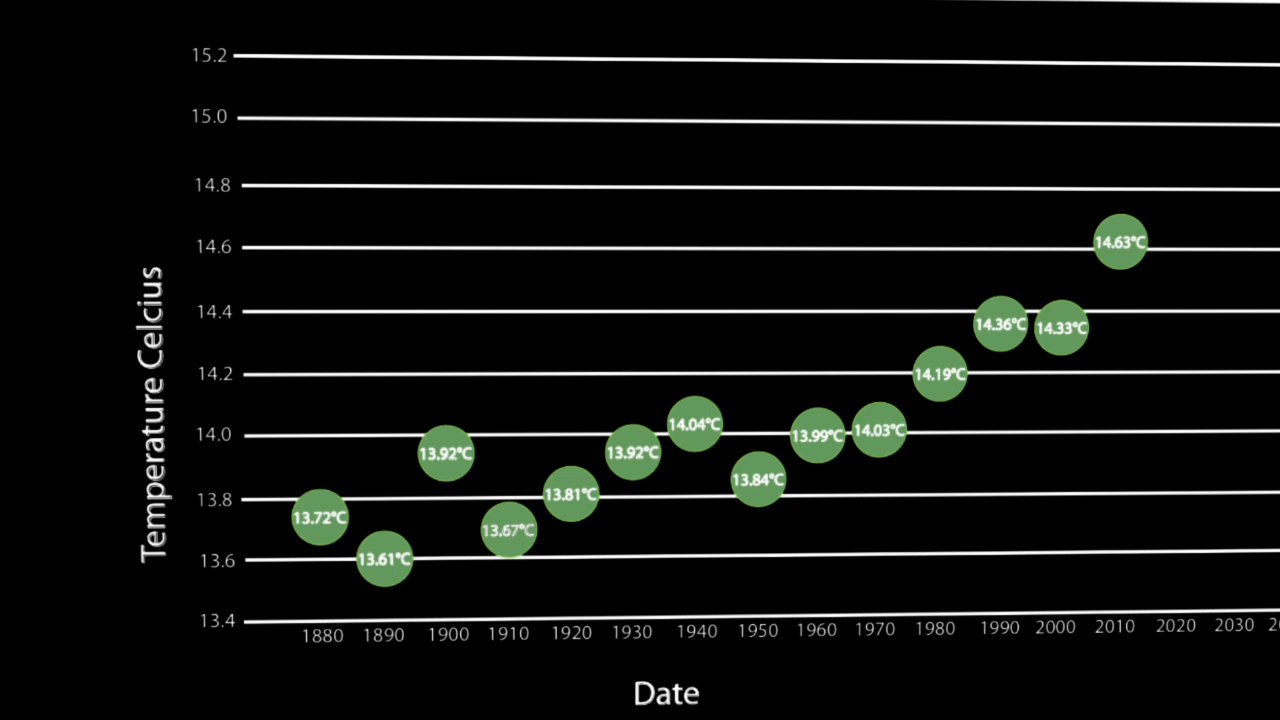 15.2
15.0
14.8
14.6
14.4
14.2
14.0
13.8
13.6
13.4
Temperature Celcius
13.72°C
13.61°C
13.92°C
13.67°C
13.81°C
13.92°C
14.04°C
13.84°C
13.99°C
14.03°C
14.19°C
14.36°C
14.33°C
14.63°C
1880 1890 1900 1910 1920 1930 1940 1950 1960 1970 1980 1990 2000 2010 2020 2030
Date